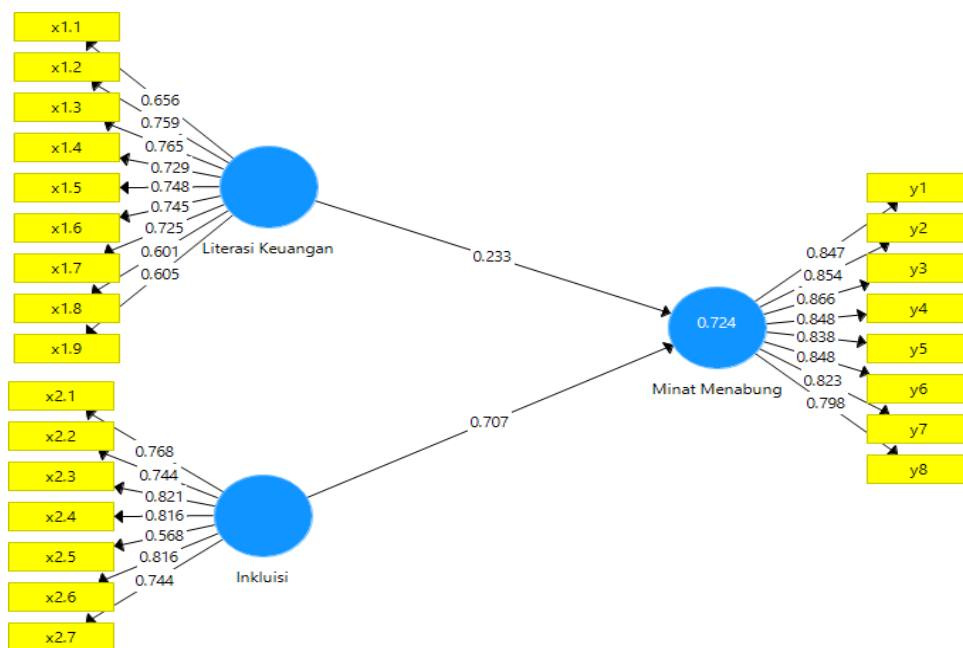 x1.1
x1.2
x1.3
x1.4
x1.5
x1.6
x1.7
x1.8
x1.9
0.656
0.759
0.765
0.729
0.748
0.745
0.725
0.601
0.605
Literasi Keuangan
0.233
x2.1
x2.2
x2.3
x2.4
x2.5
x2.6
x2.7
0.768
0.744
0.821
0.816
0.568
0.816
0.744
Inkluisi
0.707
0.724
Minat Menabung
0.847
0.854
0.866
0.848
0.838
0.848
0.823
0.798
y1
y2
y3
y4
y5
y6
y7
y8